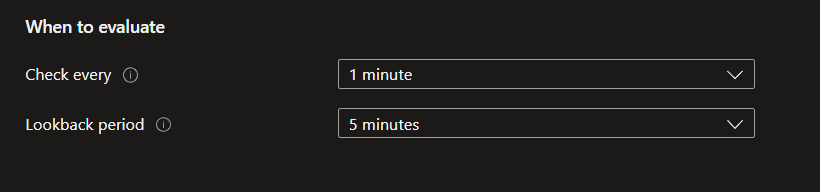 When to evaluate
Check every
1 minute
Lookback period
5 minutes